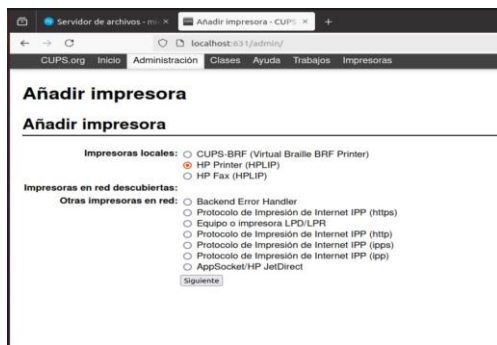 Servidor de archivos - mi
Añadir impresora - CUPS
localhost:631/admin/
CUPS.org Inicio Administración Clases Ayuda Trabajos Impresoras
Añadir impresora
Añadir impresora
Impresoras locales: CUPS-BRF (Virtual Braille BRF Printer)
HP Printer (HPLIP)
HP Fax (HPLIP)
Impresoras en red descubiertas:
Otras impresoras en red: Backend Error Handler
Protocolo de Impresión de Internet IPP (https)
Equipo o impresora LPD/LPR
Protocolo de Impresión de Internet IPP (http)
Protocolo de Impresión de Internet IPP (ipps)
Protocolo de Impresión de Internet IPP (ipp)
AppSocket/HP JetDirect
Siguiente